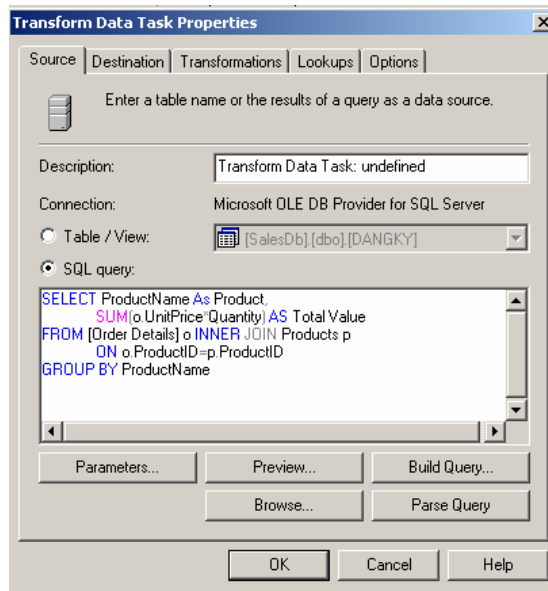 Transform Data Task Properties
Source Destination Transformations Lookups Options
Enter a table name or the results of a query as a data source.
Description: Transform Data Task: undefined
Connection: Microsoft OLE DB Provider for SQL Server
Table / View: [SalesDb].[dbo].[DANGKY]
SQL query:
SELECT ProductName As Product,
SUM(o.UnitPrice*Quantity) AS Total Value
FROM [Order Details] o INNER JOIN Products p
ON o.ProductID=p.ProductID
GROUP BY ProductName
Parameters... Preview... Build Query...
Browse... Parse Query
OK Cancel Help